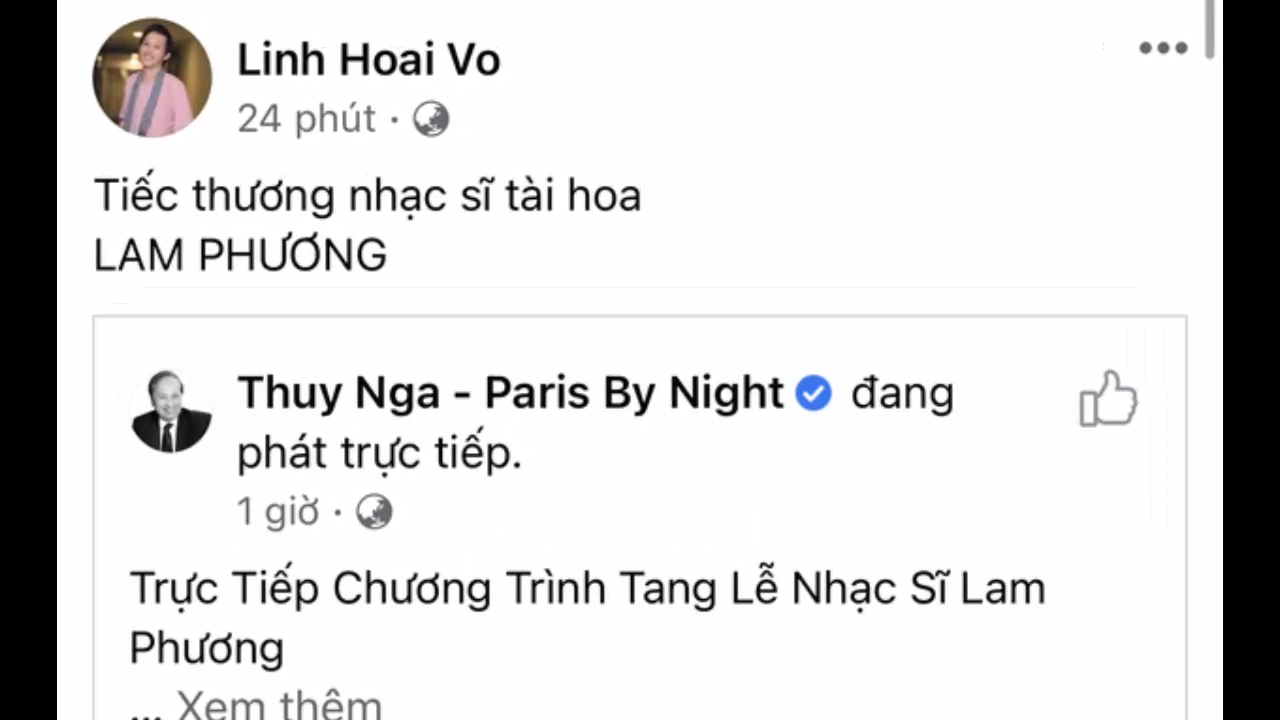 Linh Hoai Vo
24 phút ·
Tiếc thương nhạc sĩ tài hoa
LAM PHƯƠNG
Thuy Nga - Paris By Night đang
phát trực tiếp.
1 giờ ·
Trực Tiếp Chương Trình Tang Lễ Nhạc Sĩ Lam
Phương
... Xem thêm